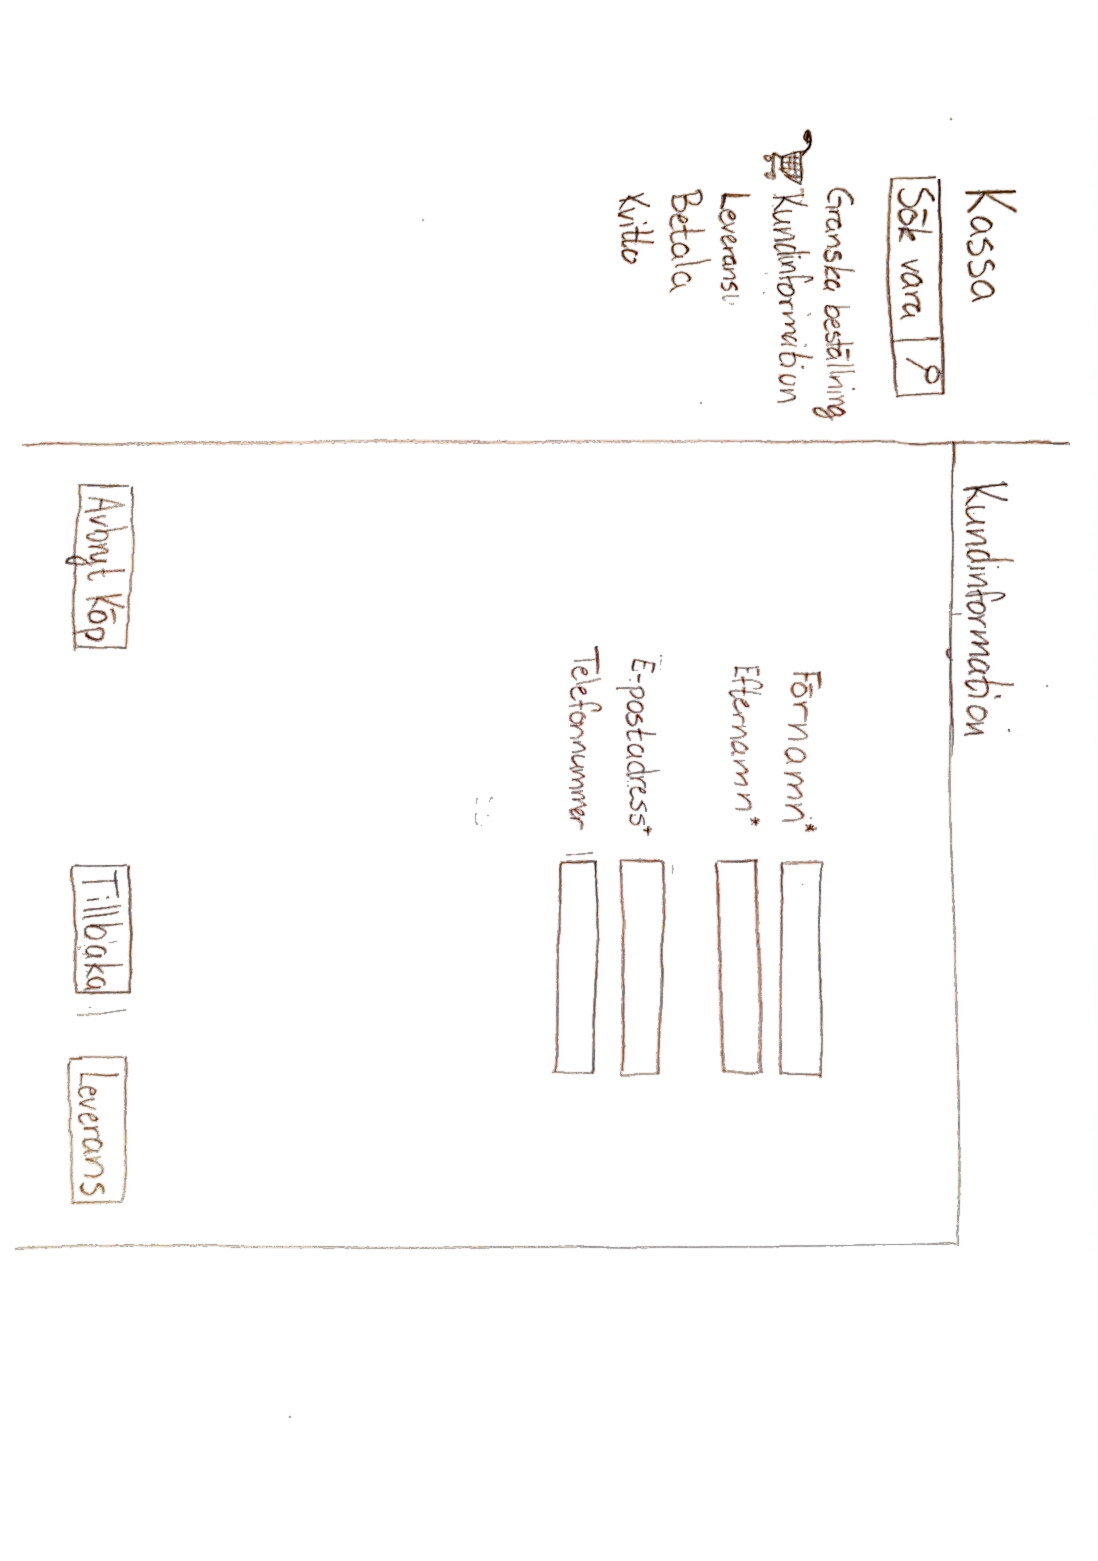 Kassa
Sök vara
Granska beställning
Kundinformation
Leverans
Betala
Kvitto
Kundinformation
Förnamn*
Efternamn*
E-postadress*
Telefonnummer
Avbryt Köp
Tillbaka
Leverans